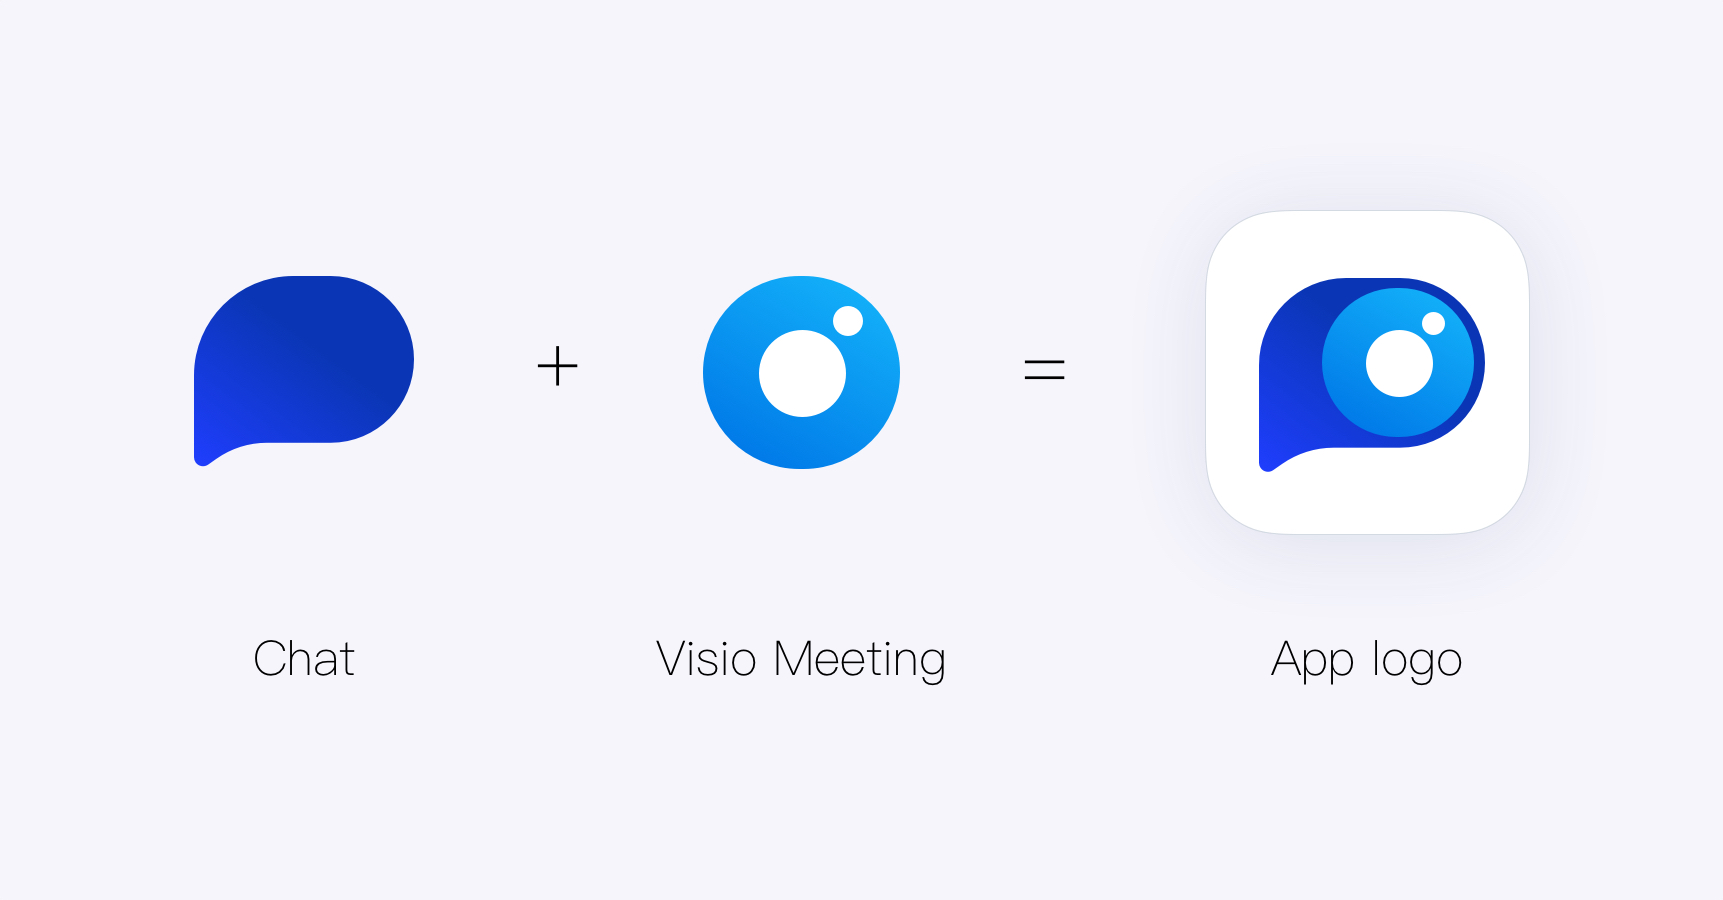 +
=
Chat
Visio Meeting
App logo